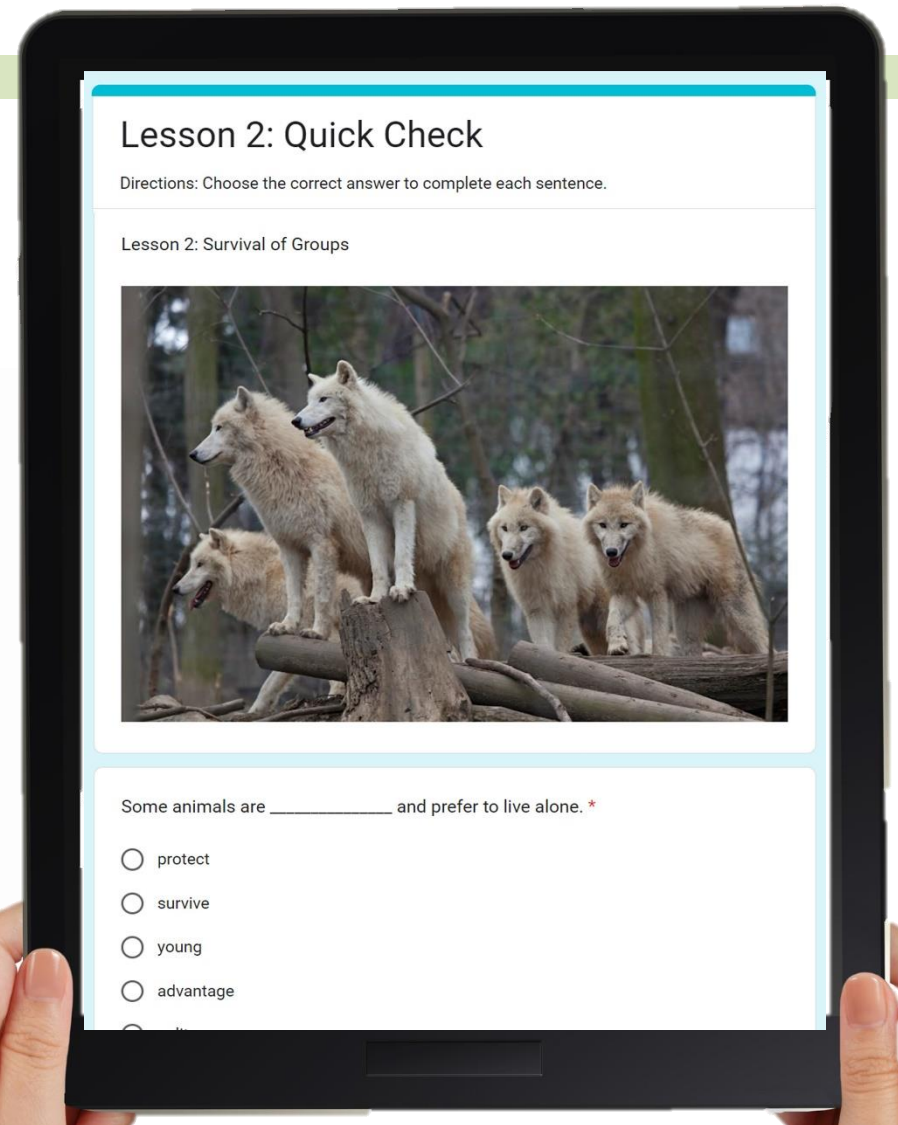 Lesson 2: Quick Check
Directions: Choose the correct answer to complete each sentence.
Lesson 2: Survival of Groups
Some animals are ______________ and prefer to live alone. *
protect
survive
young
advantage